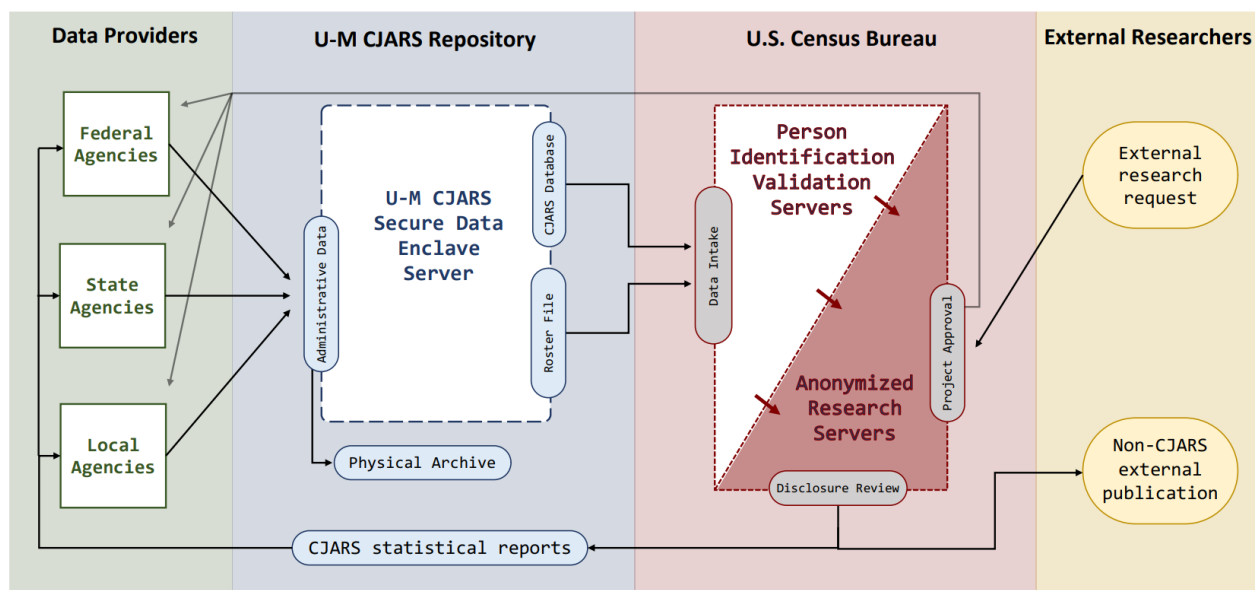 Data Providers
U-M CJARS Repository
U.S. Census Bureau
External Researchers
Federal
Agencies
State
Agencies
Local
Agencies
Administrative Data
U-M CJARS
Secure Data
Enclave
Server
CJARS Database
Roster File
Physical Archive
CJARS statistical reports
Data Intake
Person
Identification
Validation
Servers
Anonymized
Research
Servers
Project Approval
Disclosure Review
External
research
request
Non-CJARS
external
publication